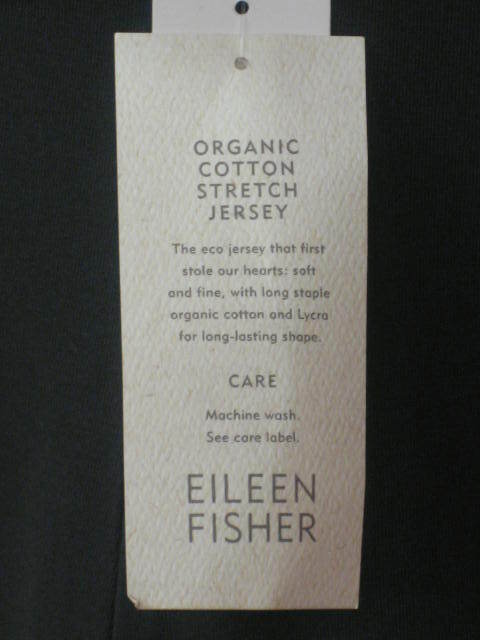 ORGANIC
COTTON
STRETCH
JERSEY
The eco jersey that first
stole our hearts: soft
and fine, with long staple
organic cotton and Lycra
for long-lasting shape.
CARE
Machine wash.
See care label.
EILEEN
FISHER